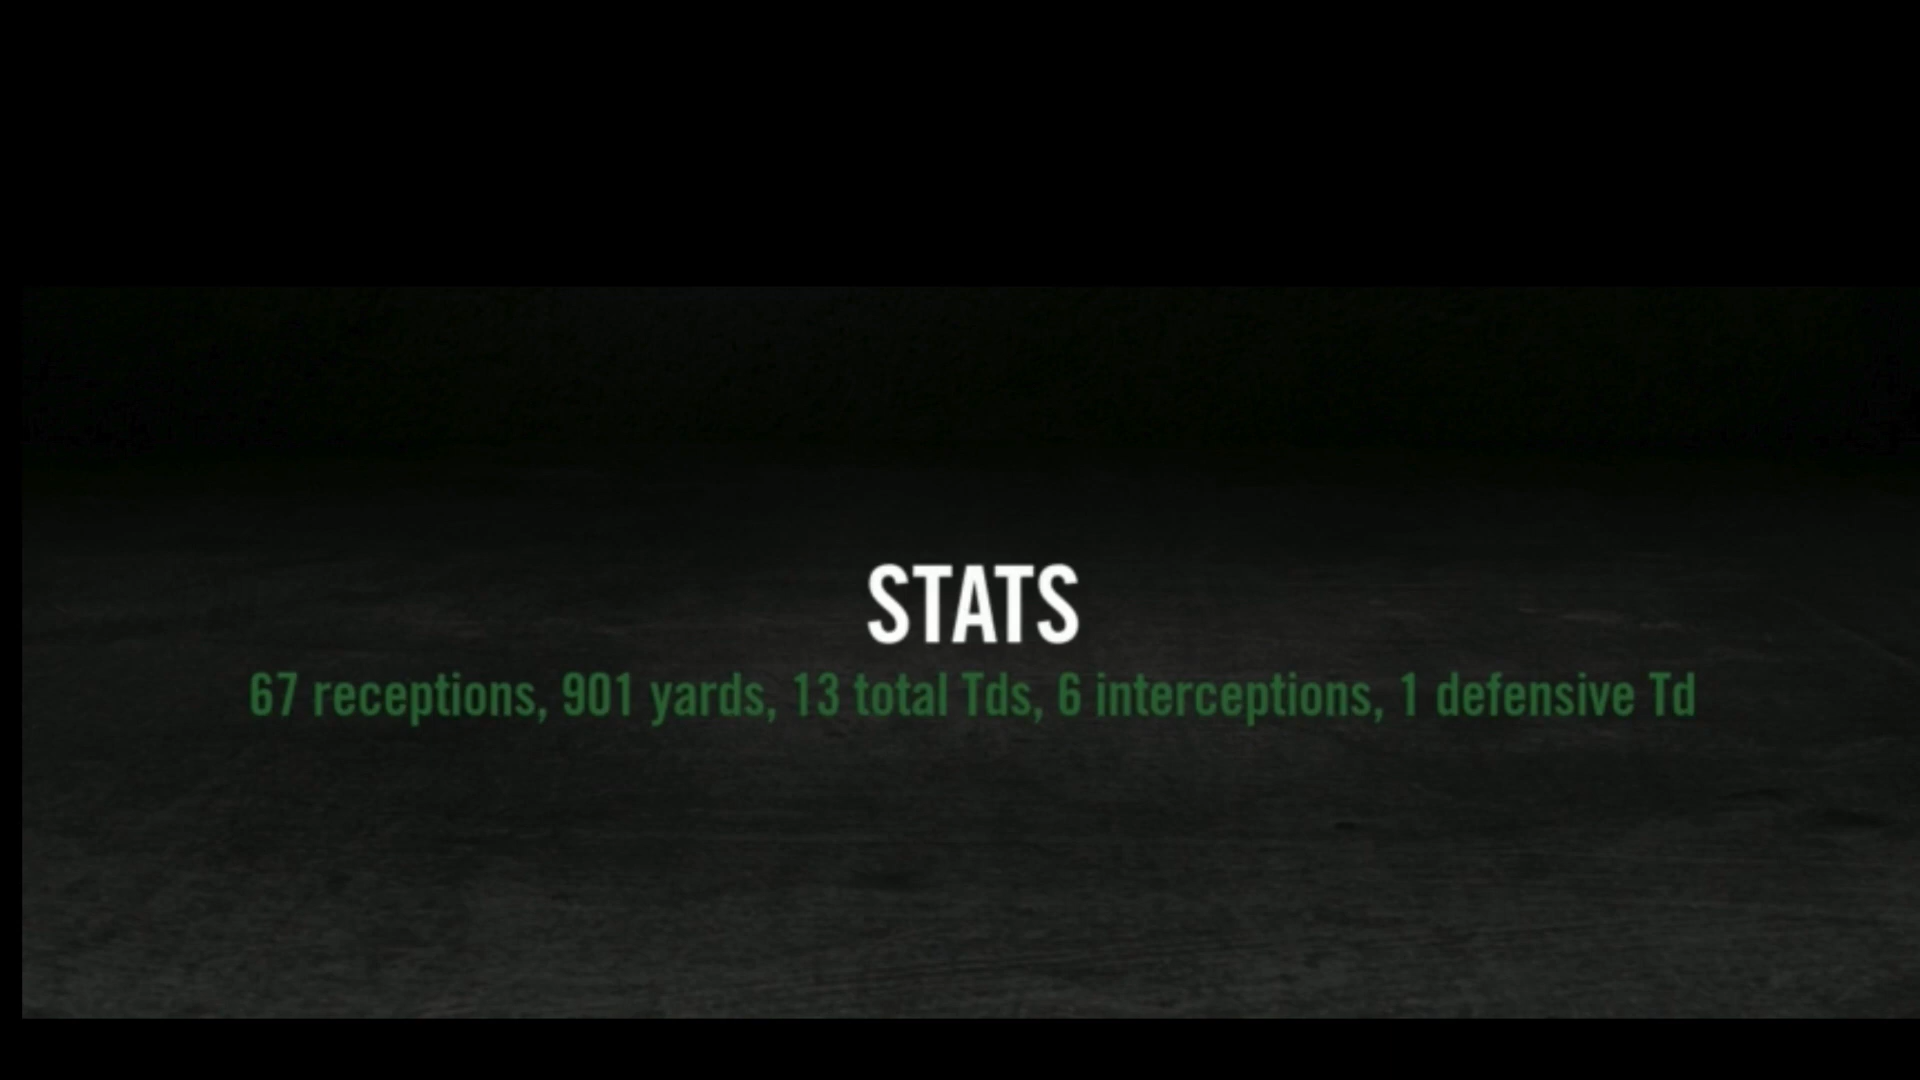 STATS
67 receptions, 901 yards, 13 total Tds, 6 interceptions, 1 defensive Td